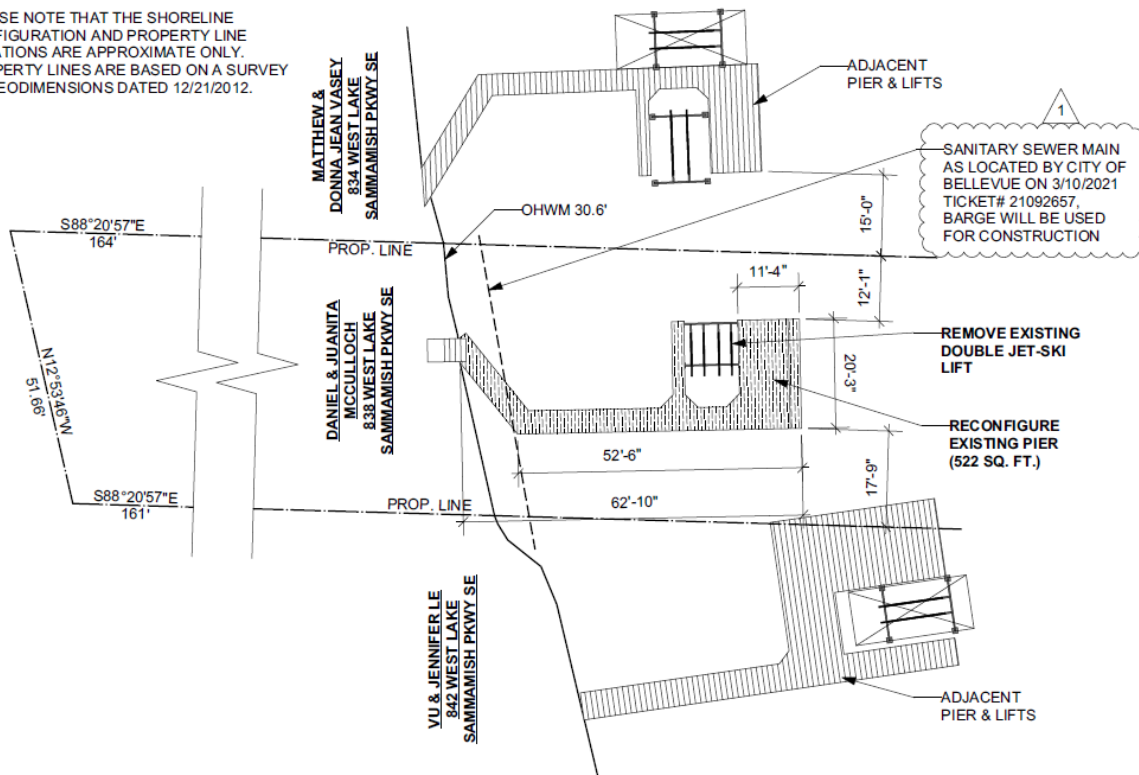 SE NOTE THAT THE SHORELINE
FIGURATION AND PROPERTY LINE
ATIONS ARE APPROXIMATE ONLY.
PERTY LINES ARE BASED ON A SURVEY
EODIMENSIONS DATED 12/21/2012.
MATTHEW &
DONNA JEAN VASEY
834 WEST LAKE
SAMMAMISH PKWY SE
ADJACENT
PIER & LIFTS
1
SANITARY SEWER MAIN
AS LOCATED BY CITY OF
BELLEVUE ON 3/10/2021
TICKET# 21092657,
BARGE WILL BE USED
FOR CONSTRUCTION
OHWM 30.6'
15'-0"
S88°20'57"E
164'
PROP. LINE
11'-4"
12'-1"
DANIEL & JUANITA
MCCULLOCH
838 WEST LAKE
SAMMAMISH PKWY SE
REMOVE EXISTING
DOUBLE JET-SKI
LIFT
20'-3"
N12°53'46"W
51.66'
RECONFIGURE
EXISTING PIER
(522 SQ. FT.)
52'-6"
17'-9"
S88°20'57"E
161'
PROP. LINE
62'-10"
VU & JENNIFER LE
842 WEST LAKE
SAMMAMISH PKWY SE
ADJACENT
PIER & LIFTS